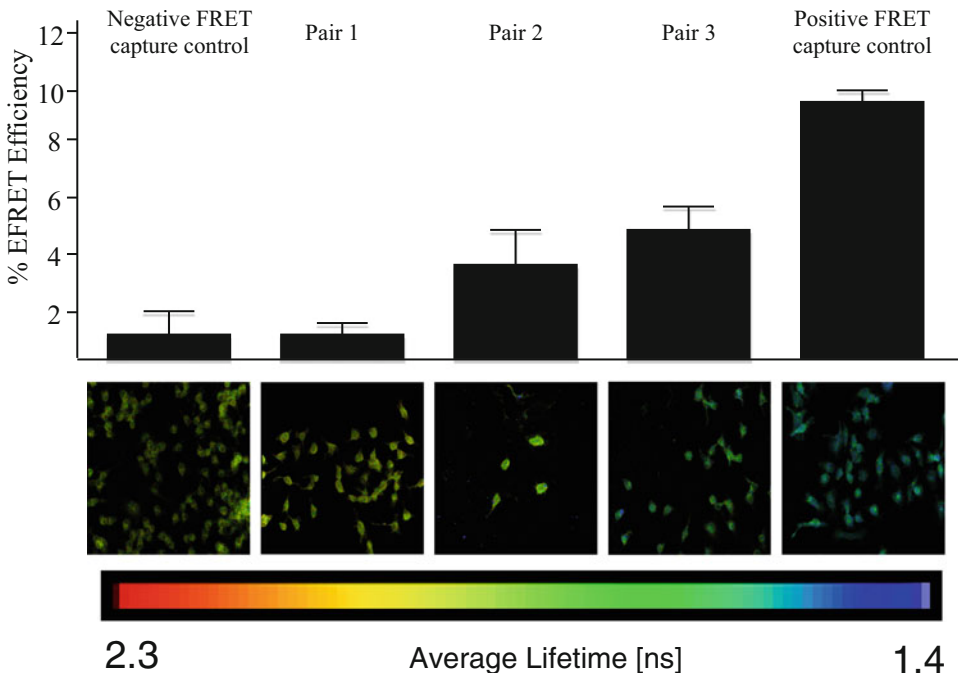 Negative FRET
capture control
Pair 1
Pair 2
Pair 3
Positive FRET
capture control
% EFRET Efficiency
12
10
8
6
4
2
2.3
Average Lifetime [ns]
1.4